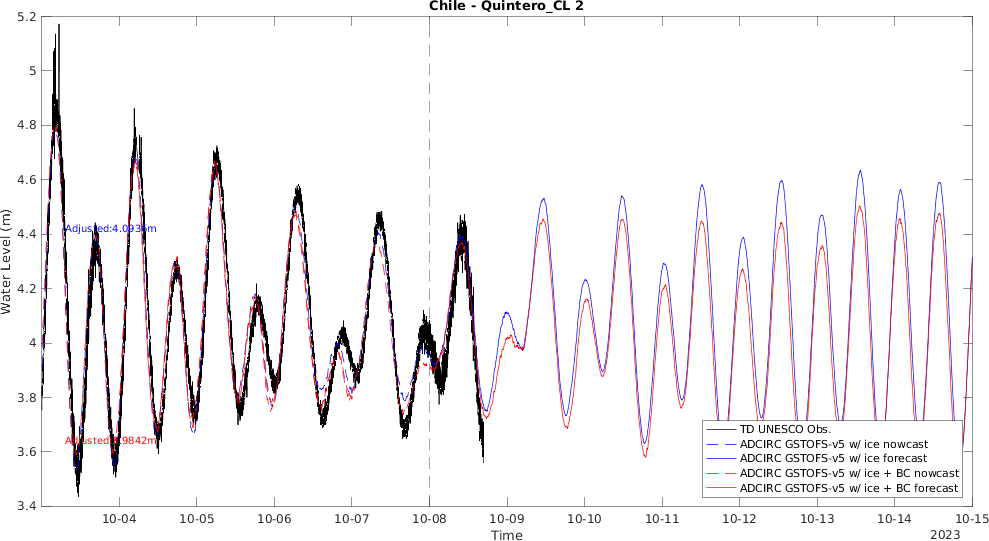 Chile - Quintero_CL 2
5.2
5
4.8
4.6
4.4
4.2
4
3.8
3.6
3.4
Water Level (m)
Adjusted:4.0936m
TD UNESCO Obs.
ADCIRC GSTOFS-v5 w/ ice nowcast
ADCIRC GSTOFS-v5 w/ ice forecast
ADCIRC GSTOFS-v5 w/ ice + BC nowcast
ADCIRC GSTOFS-v5 w/ ice + BC forecast
10-04
10-05
10-06
10-07
10-08
10-09
10-10
10-11
10-12
10-13
10-14
10-15
Time
2023